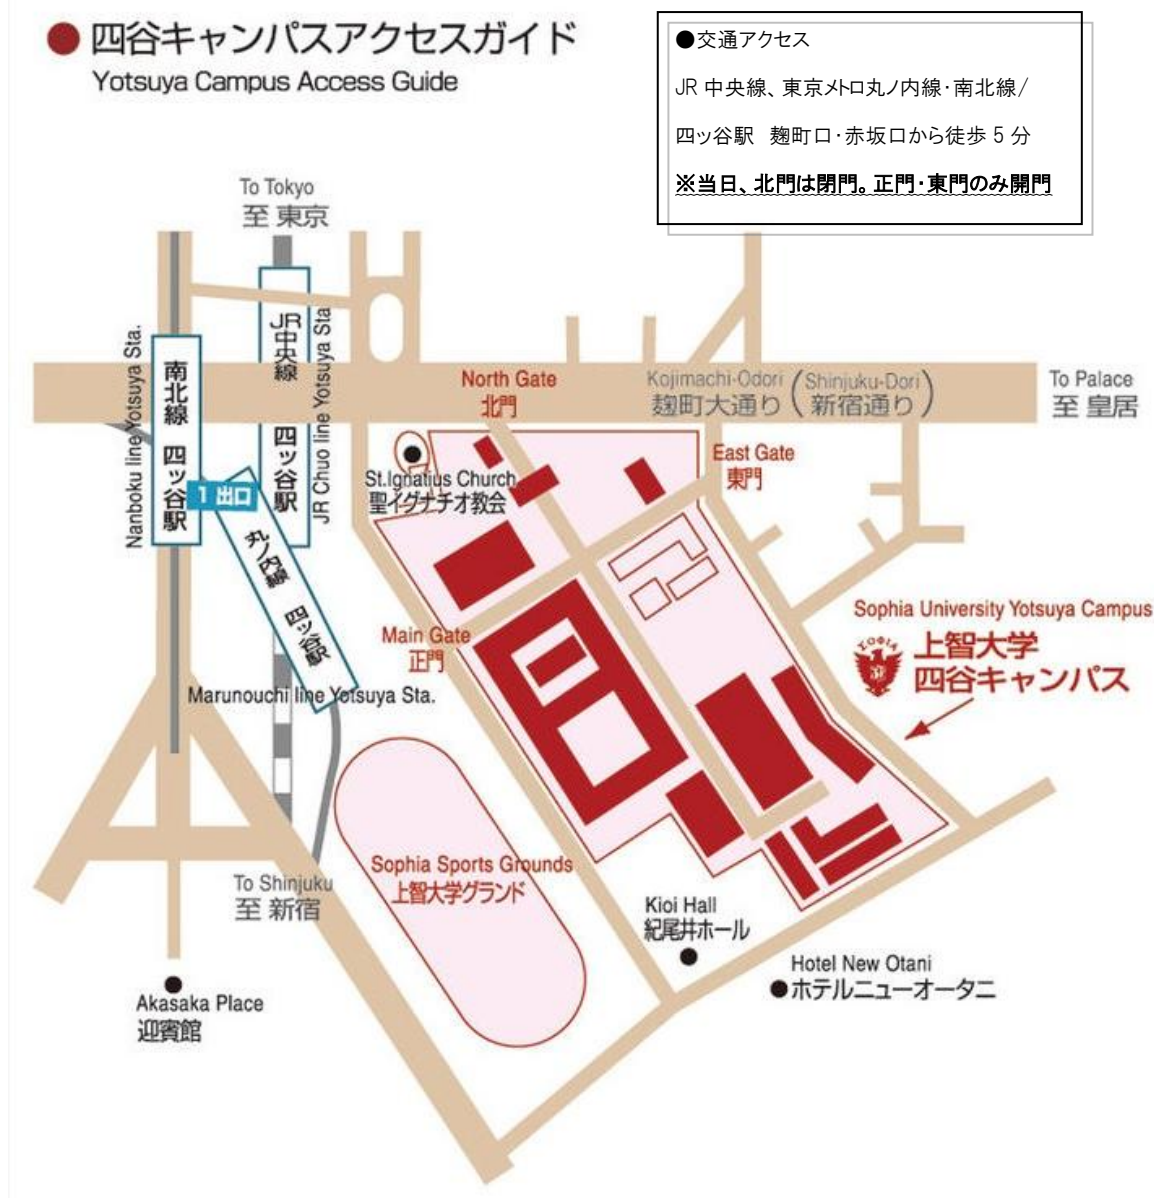 ● 四谷キャンパスアクセスガイド
Yotsuya Campus Access Guide
●交通アクセス
JR 中央線、東京メトロ丸ノ内線・南北線/
四ッ谷駅 麹町口・赤坂口から徒歩 5 分
※当日、北門は閉門。正門・東門のみ開門
To Tokyo
至 東京
Nanboku line Yotsuya Sta.
南北線 四ッ谷駅
JR中央線 四ッ谷駅
JR Chuo line Yotsuya Sta
North Gate
北門
Kojimachi-Odori
麹町大通り
(Shinjuku-Dori)
(新宿通り)
To Palace
至 皇居
East Gate
東門
St.Ignatius Church
聖イグナチオ教会
1 出口
丸ノ内線 四ッ谷駅
Main Gate
正門
Sophia University Yotsuya Campus
ΣΟΦΙΑ
上智大学
四谷キャンパス
Marunouchi line Yotsuya Sta.
Sophia Sports Grounds
上智大学グランド
To Shinjuku
至 新宿
Kioi Hall
紀尾井ホール
Hotel New Otani
●ホテルニューオータニ
Akasaka Place
迎賓館